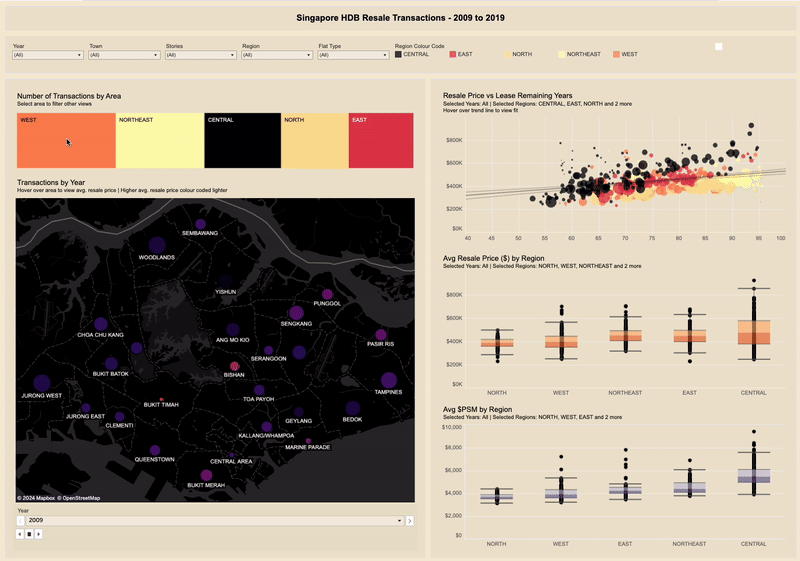 Singapore HDB Resale Transactions - 2009 to 2019
Year
Town
Stories
Region
Flat Type
Region Colour Code
(All)
(All)
(All)
(All)
(All)
CENTRAL
EAST
NORTH
NORTHEAST
WEST
Number of Transactions by Area
Select area to filter other views
WEST
NORTHEAST
CENTRAL
NORTH
EAST
Transactions by Year
Hover over area to view avg. resale price | Higher avg. resale price colour coded lighter
SEMBAWANG
WOODLANDS
YISHUN
PUNGGOL
SENGKANG
CHOA CHU KANG
ANG MO KIO
PASIR RIS
SERANGOON
BUKIT BATOK
BISHAN
JURONG WEST
TAMPINES
BUKIT TIMAH
TOA PAYOH
JURONG EAST
CLEMENTI
GEYLANG
BEDOK
KALLANG/WHAMPOA
MARINE PARADE
QUEENSTOWN
CENTRAL AREA
BUKIT MERAH
© 2024 Mapbox © OpenStreetMap
Year
2009
Resale Price vs Lease Remaining Years
Selected Years: All | Selected Regions: CENTRAL, EAST, NORTH and 2 more
Hover over trend line to view fit
$800K
$600K
$400K
$200K
$0K
40 45 50 55 60 65 70 75 80 85 90 95 100
Avg Resale Price ($) by Region
Selected Years: All | Selected Regions: NORTH, WEST, NORTHEAST and 2 more
$800K
$600K
$400K
$200K
$0K
NORTH WEST NORTHEAST EAST CENTRAL
Avg $PSM by Region
Selected Years: All | Selected Regions: NORTH, WEST, EAST and 2 more
$10,000
$8,000
$6,000
$4,000
$2,000
$0
NORTH WEST EAST NORTHEAST CENTRAL